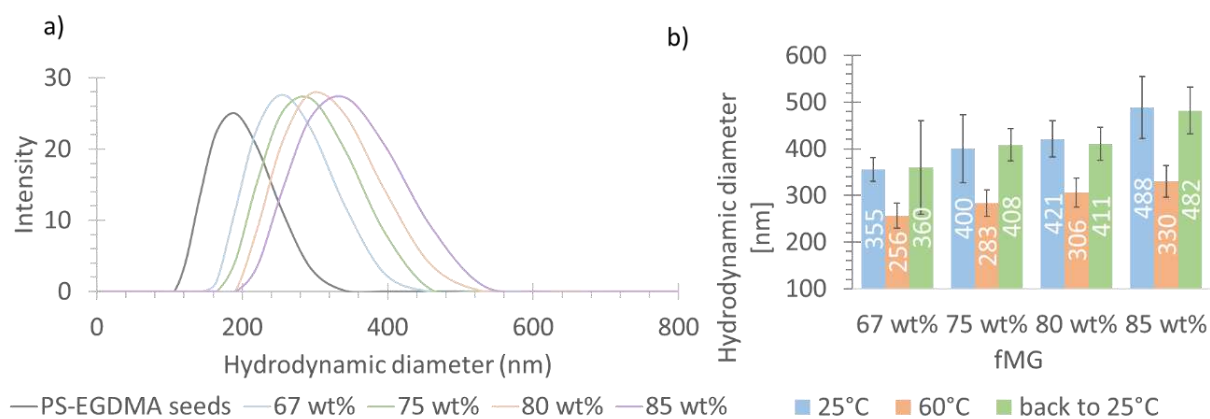 a)
30
20
10
0
Intensity
0 200 400 600 800
Hydrodynamic diameter (nm)
PS-EGDMA seeds 67 wt% 75 wt% 80 wt% 85 wt%
b)
600
500
400
300
200
100
Hydrodynamic diameter
[nm]
355 256 360 400 283 408 421 306 411 488 330 482
67 wt% 75 wt% 80 wt% 85 wt%
fMG
25°C 60°C back to 25°C